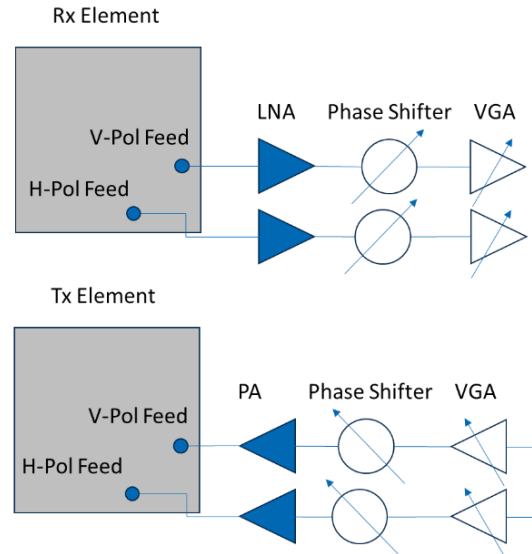 Rx Element
LNA Phase Shifter VGA
V-Pol Feed
H-Pol Feed
Tx Element
PA Phase Shifter VGA
V-Pol Feed
H-Pol Feed